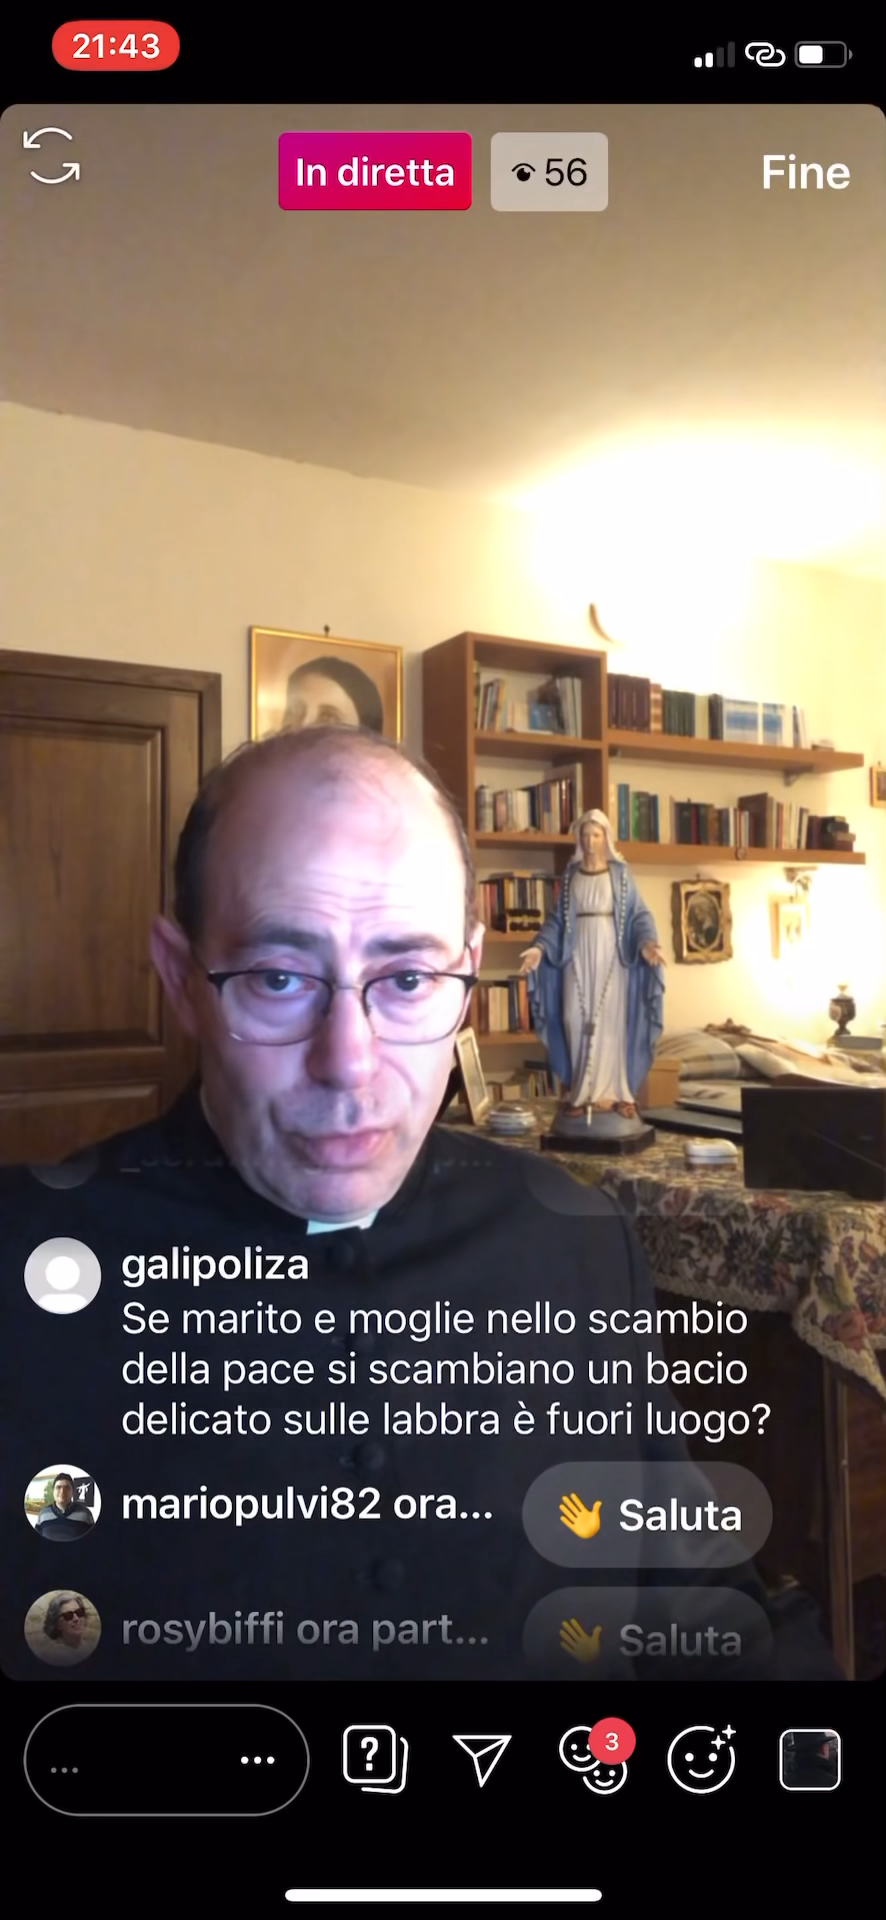 21:43
In diretta
56
Fine
galipoliza
Se marito e moglie nello scambio
della pace si scambiano un bacio
delicato sulle labbra è fuori luogo?
mariopulvi82 ora...
👋 Saluta
rosybiffi ora part...
👋 Saluta
...
3